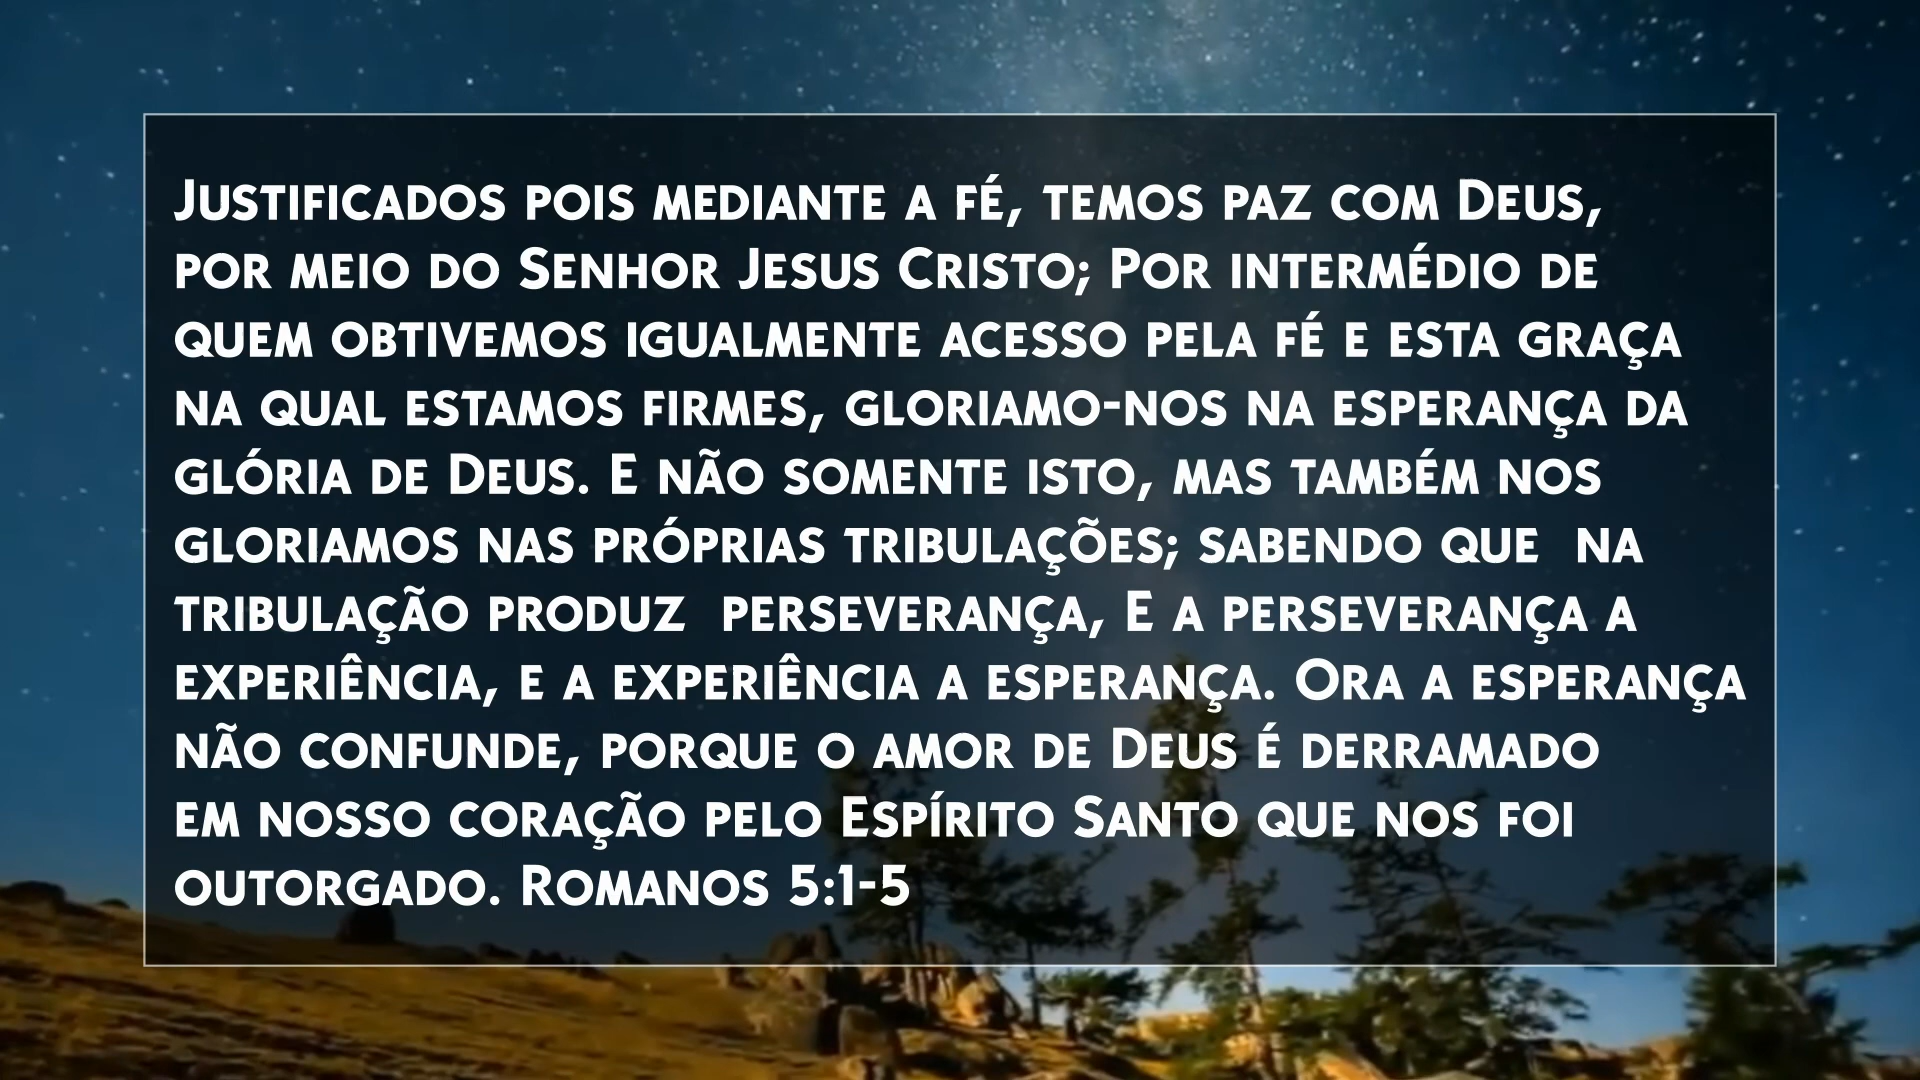 Justificados pois mediante a fé, temos paz com Deus,
por meio do Senhor Jesus Cristo; Por intermédio de
quem obtivemos igualmente acesso pela fé e esta graça
na qual estamos firmes, gloriamo-nos na esperança da
glória de Deus. E não somente isto, mas também nos
gloriamos nas próprias tribulações; sabendo que  na
tribulação produz  perseverança, E a perseverança a
experiência, e a experiência a esperança. Ora a esperança
não confunde, porque o amor de Deus é derramado
em nosso coração pelo Espírito Santo que nos foi
outorgado. Romanos 5:1-5